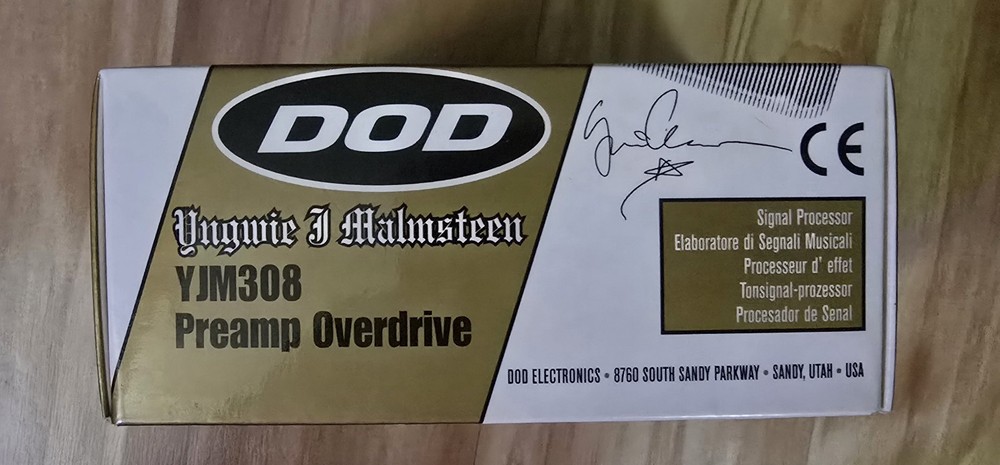 DOD
Yngwie J Malmsteen
YJM308
Preamp Overdrive
CE
Signal Processor
Elaboratore di Segnali Musicali
Processeur d' effet
Tonsignal-prozessor
Procesador de Senal
DOD ELECTRONICS • 8760 SOUTH SANDY PARKWAY • SANDY, UTAH • USA